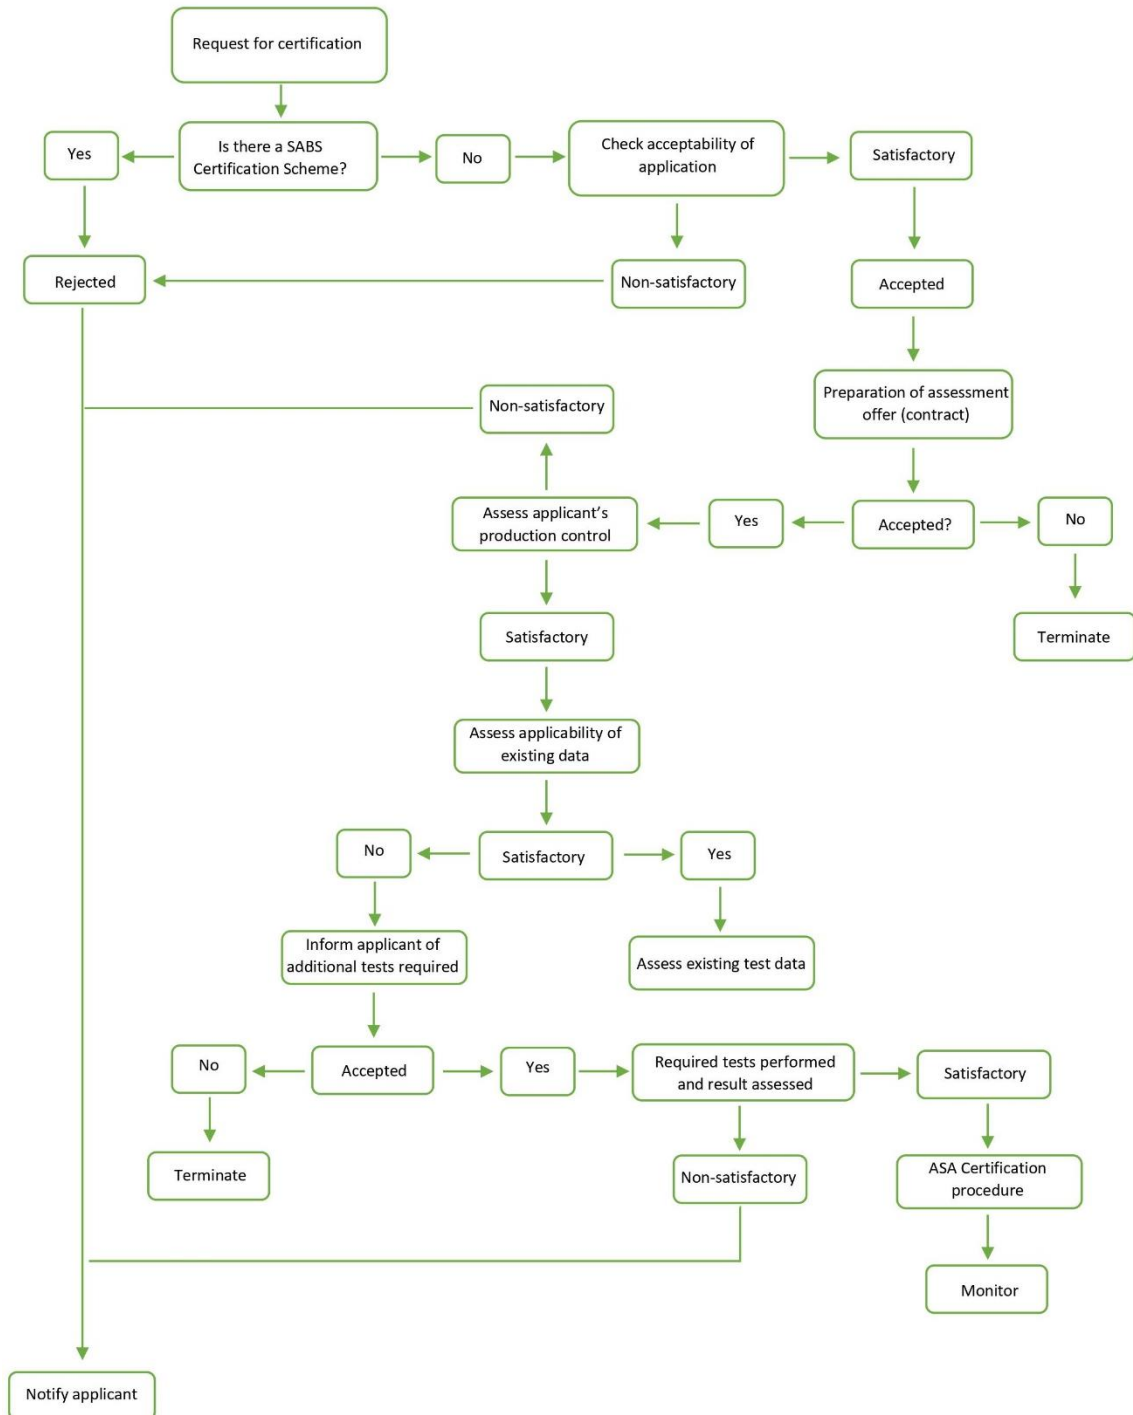 Request for certification
Yes
Is there a SABS
Certification Scheme?
No
Check acceptability of
application
Satisfactory
Rejected
Non-satisfactory
Accepted
Non-satisfactory
Preparation of assessment
offer (contract)
Assess applicant’s
production control
Yes
Accepted?
No
Satisfactory
Terminate
Assess applicability of
existing data
No
Satisfactory
Yes
Inform applicant of
additional tests required
Assess existing test data
No
Accepted
Yes
Required tests performed
and result assessed
Satisfactory
Terminate
Non-satisfactory
ASA Certification
procedure
Monitor
Notify applicant